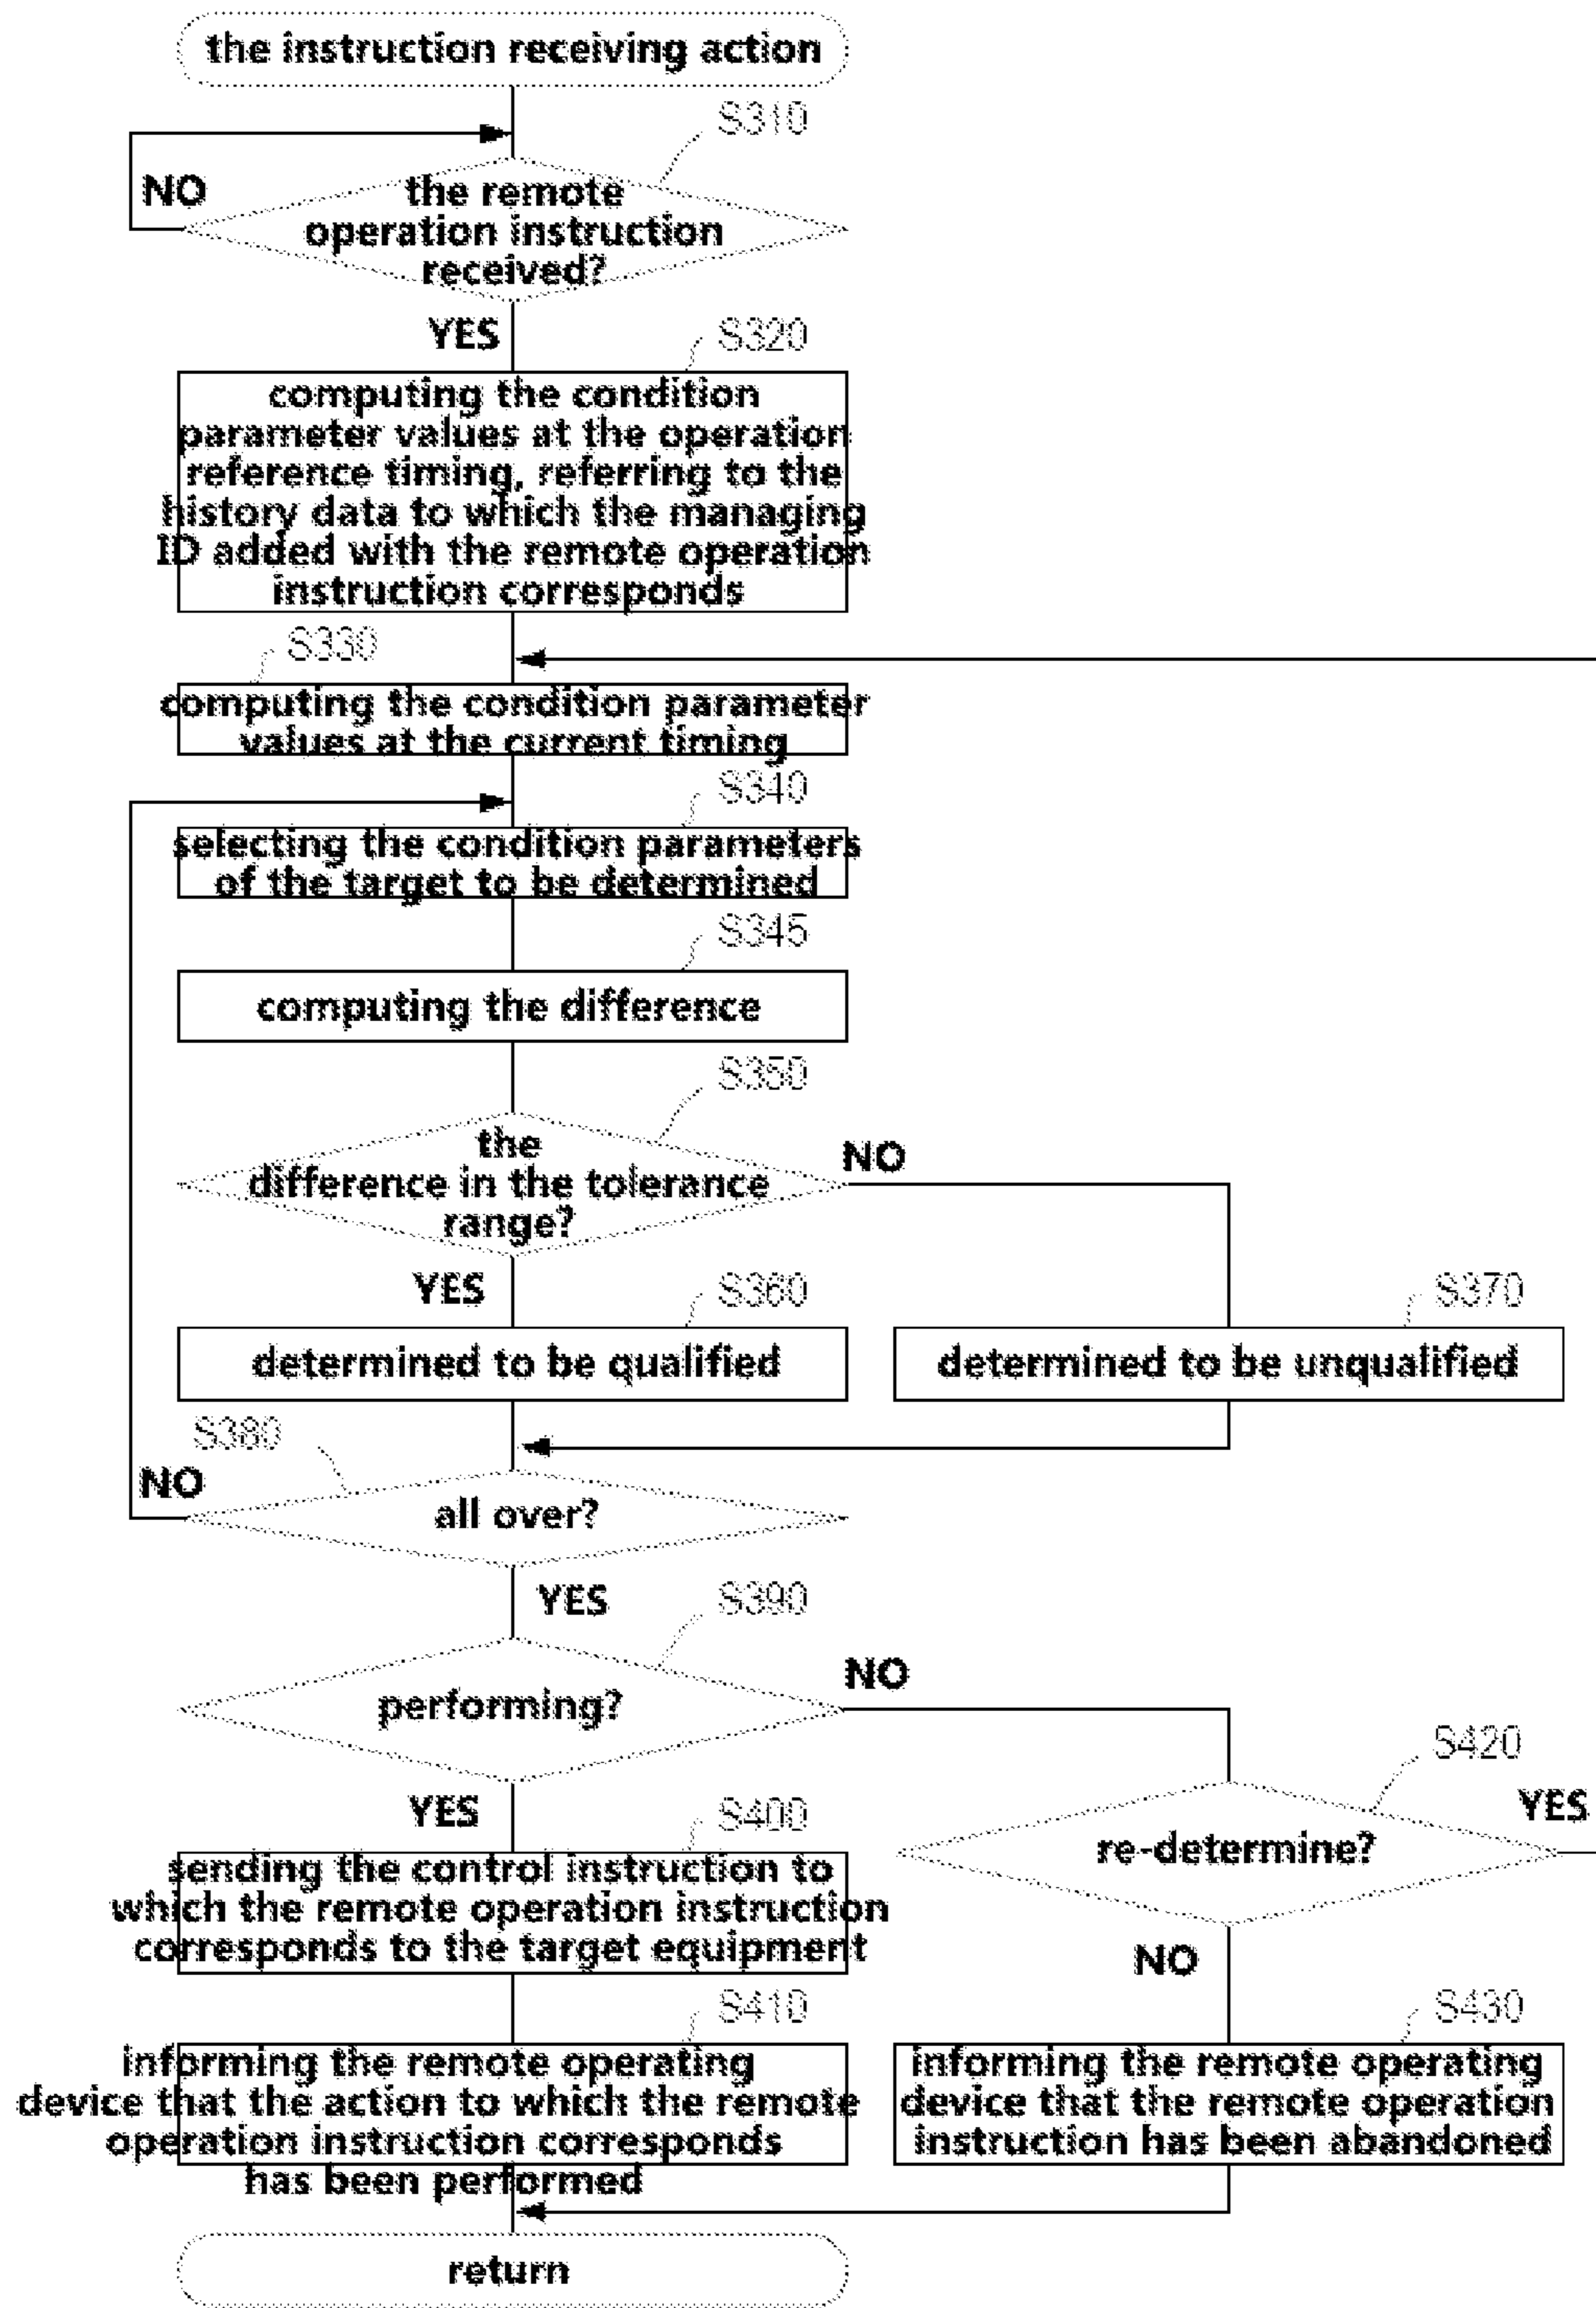 the instruction receiving action
S310
NO
the remote
operation instruction
received?
YES
S320
computing the condition
parameter values at the operation
reference timing, referring to the
history data to which the managing
ID added with the remote operation
instruction corresponds
S330
computing the condition parameter
values at the current timing
S340
selecting the condition parameters
of the target to be determined
S345
computing the difference
S350
the
difference in the tolerance
range?
NO
YES
S360
S370
determined to be qualified
determined to be unqualified
S380
NO
all over?
YES
S390
performing?
NO
S420
YES
YES
S400
re-determine?
sending the control instruction to
which the remote operation instruction
corresponds to the target equipment
NO
S410
S430
informing the remote operating
device that the action to which the remote
operation instruction corresponds
has been performed
informing the remote operating
device that the remote operation
instruction has been abandoned
return